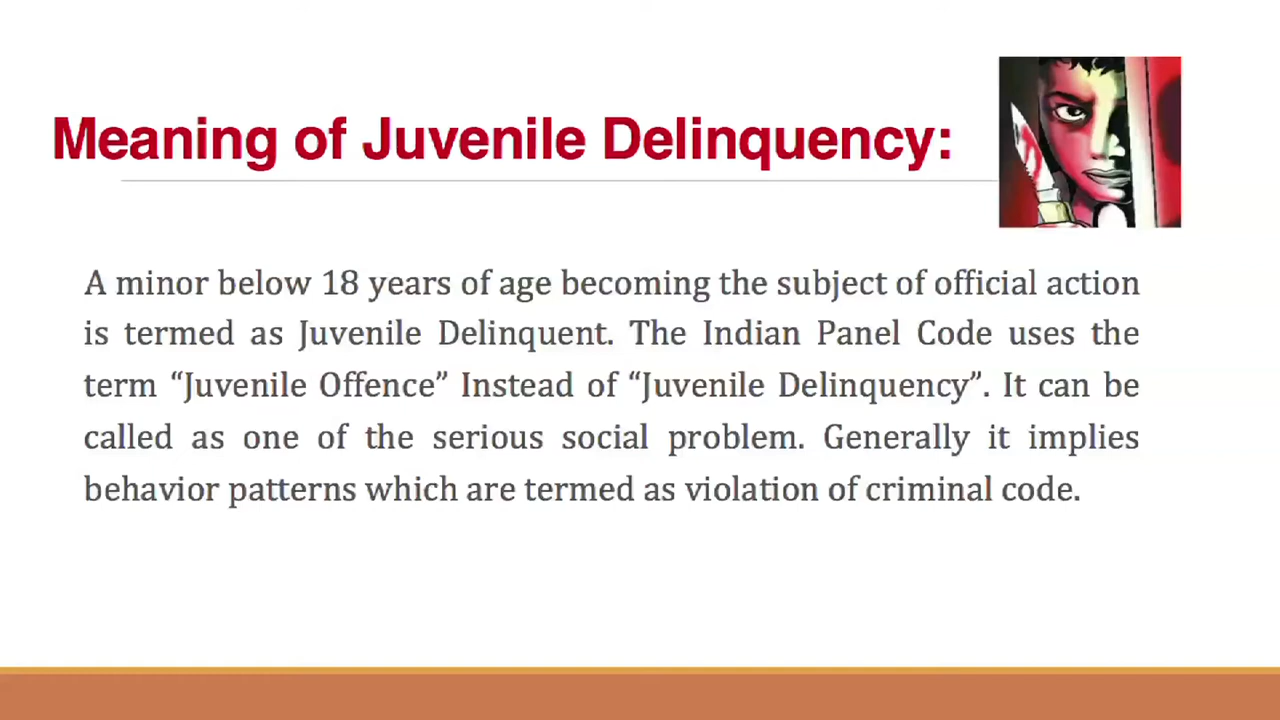 Meaning of Juvenile Delinquency:
A minor below 18 years of age becoming the subject of official action
is termed as Juvenile Delinquent. The Indian Panel Code uses the
term “Juvenile Offence” Instead of “Juvenile Delinquency”. It can be
called as one of the serious social problem. Generally it implies
behavior patterns which are termed as violation of criminal code.